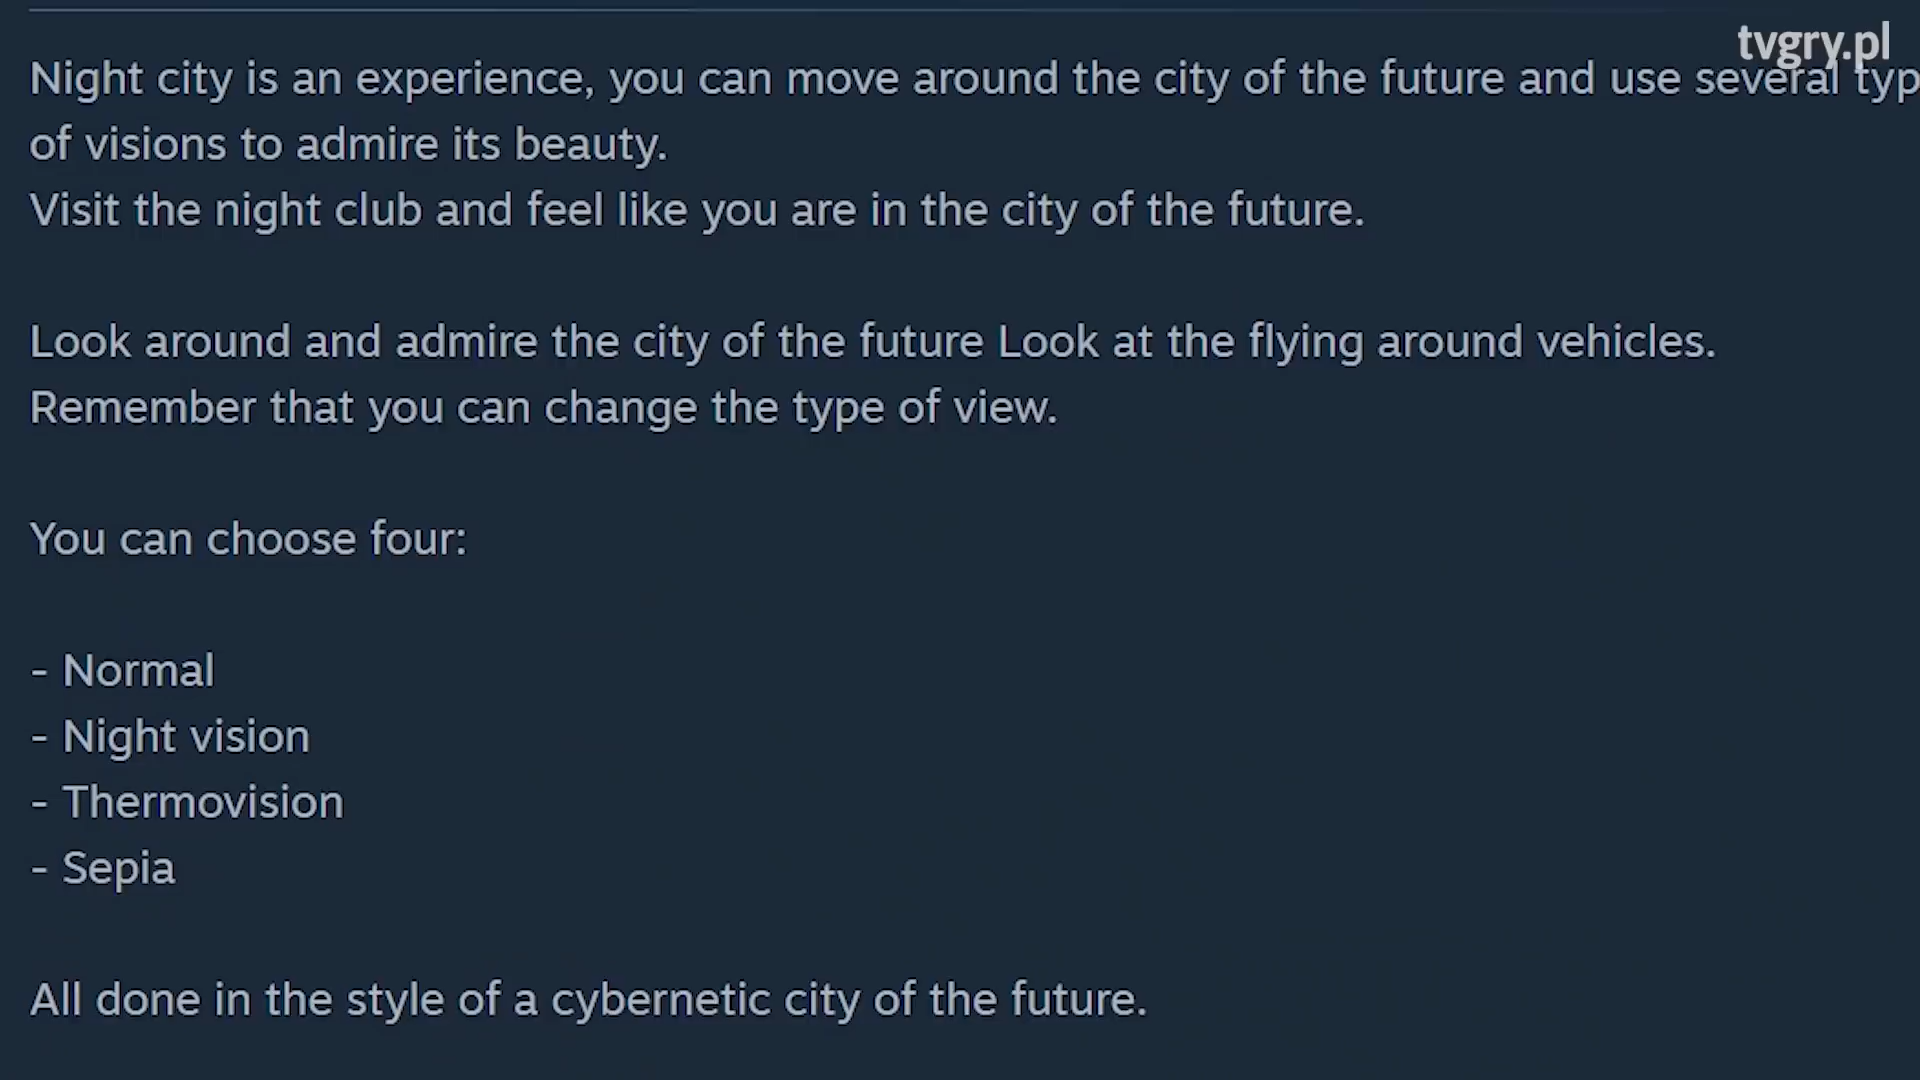 tvgry.pl
Night city is an experience, you can move around the city of the future and use several typ
of visions to admire its beauty.
Visit the night club and feel like you are in the city of the future.
Look around and admire the city of the future Look at the flying around vehicles.
Remember that you can change the type of view.
You can choose four:
- Normal
- Night vision
- Thermovision
- Sepia
All done in the style of a cybernetic city of the future.